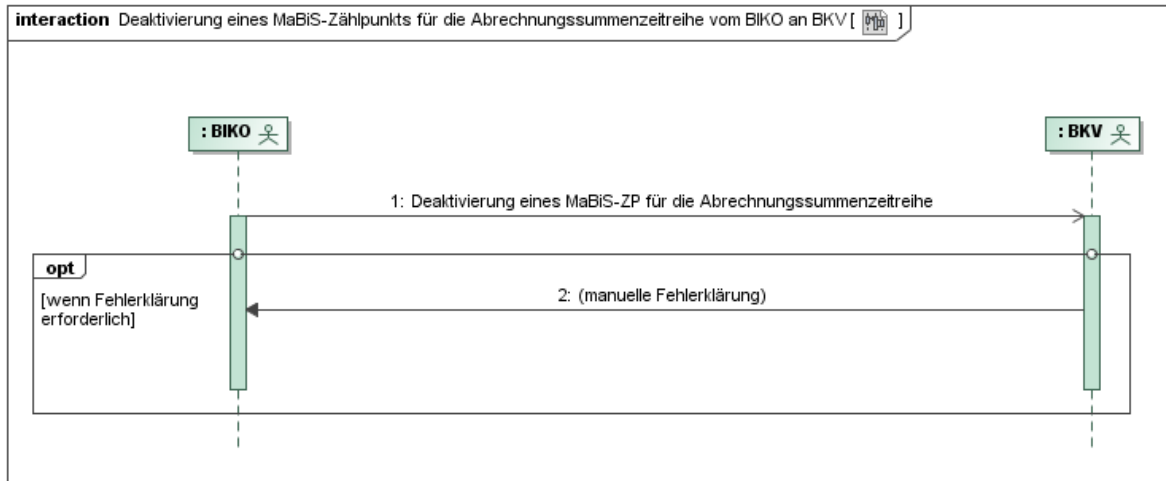 interaction Deaktivierung eines MaBiS-Zählpunkts für die Abrechnungssummenzeitreihe vom BIKO an BKV [ ]
: BIKO
: BKV
1: Deaktivierung eines MaBiS-ZP für die Abrechnungssummenzeitreihe
opt
[wenn Fehlerklärung
erforderlich]
2: (manuelle Fehlerklärung)